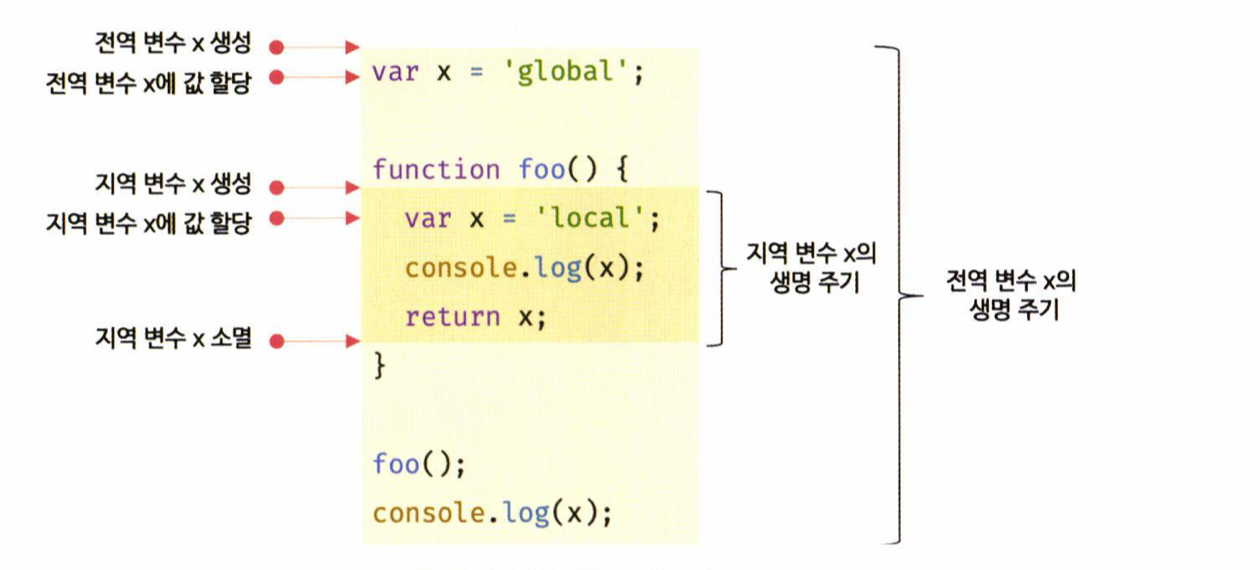 전역 변수 x 생성
전역 변수 x에 값 할당
var x = 'global';
function foo() {
지역 변수 x 생성
지역 변수 x에 값 할당
var x = 'local';
console.log(x);
return x;
지역 변수 x 소멸
}
foo();
console.log(x);
지역 변수 x의
생명 주기
전역 변수 x의
생명 주기